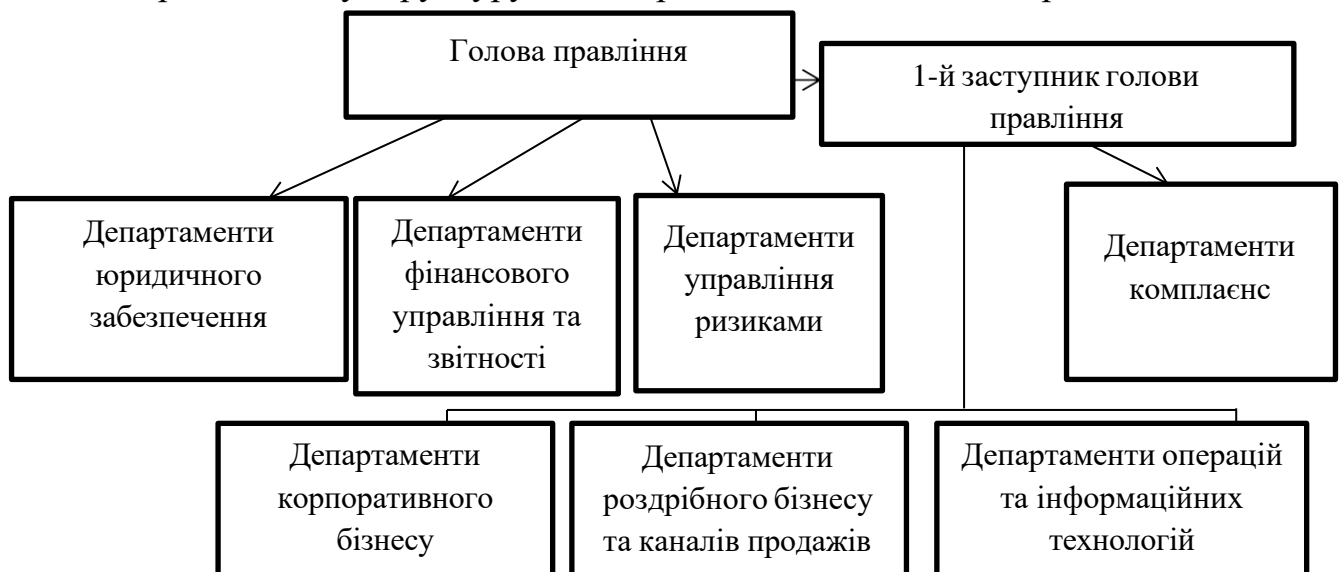 Голова правління
1-й заступник голови
правління
Департаменти
юридичного
забезпечення
Департаменти
фінансового
управління та
звітності
Департаменти
управління
ризиками
Департаменти
комплаєнс
Департаменти
корпоративного
бізнесу
Департаменти
роздрібного бізнесу
та каналів продажів
Департаменти операцій
та інформаційних
технологій